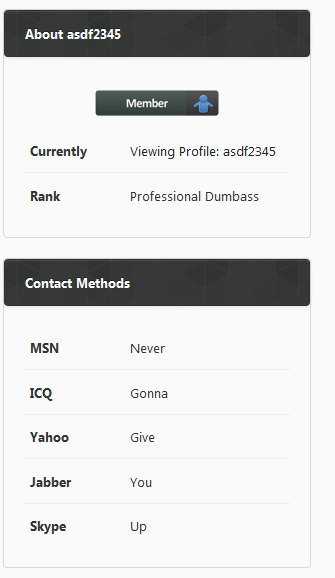 About asdf2345
Member
Currently Viewing Profile: asdf2345
Rank Professional Dumbass
Contact Methods
MSN Never
ICQ Gonna
Yahoo Give
Jabber You
Skype Up